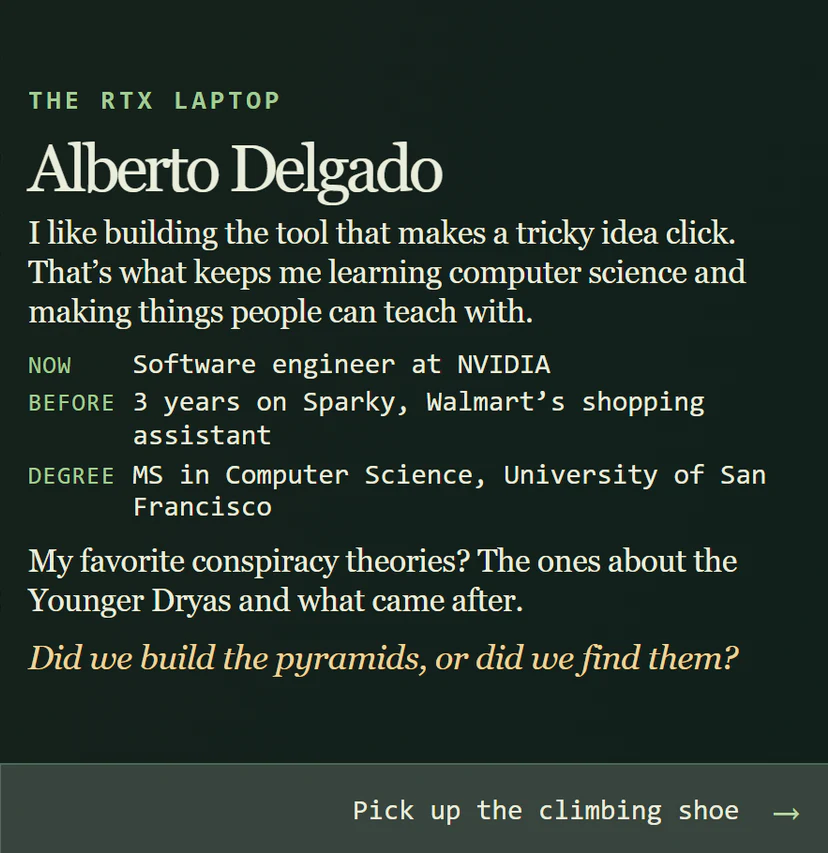 THE RTX LAPTOP
Alberto Delgado
I like building the tool that makes a tricky idea click.
That’s what keeps me learning computer science and
making things people can teach with.
NOW Software engineer at NVIDIA
BEFORE 3 years on Sparky, Walmart’s shopping
assistant
DEGREE MS in Computer Science, University of San
Francisco
My favorite conspiracy theories? The ones about the
Younger Dryas and what came after.
Did we build the pyramids, or did we find them?
Pick up the climbing shoe →